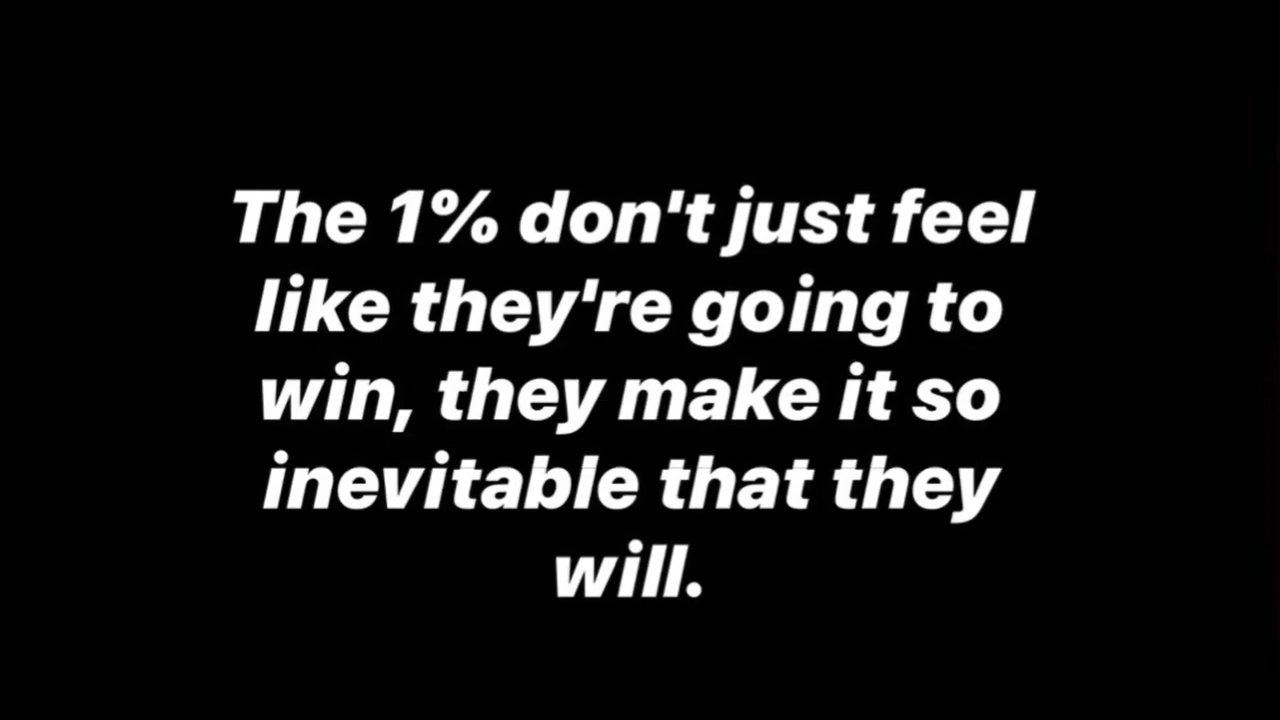 The 1% don't just feel
like they're going to
win, they make it so
inevitable that they
will.